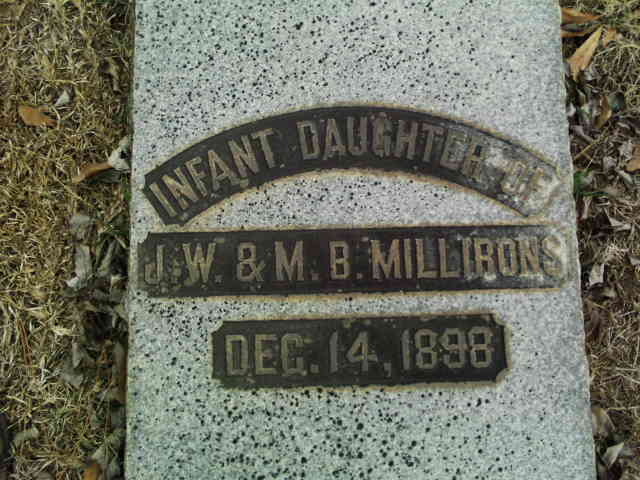 INFANT DAUGHTER OF
J. W. & M. B. MILLIRONS
DEC. 14, 1898